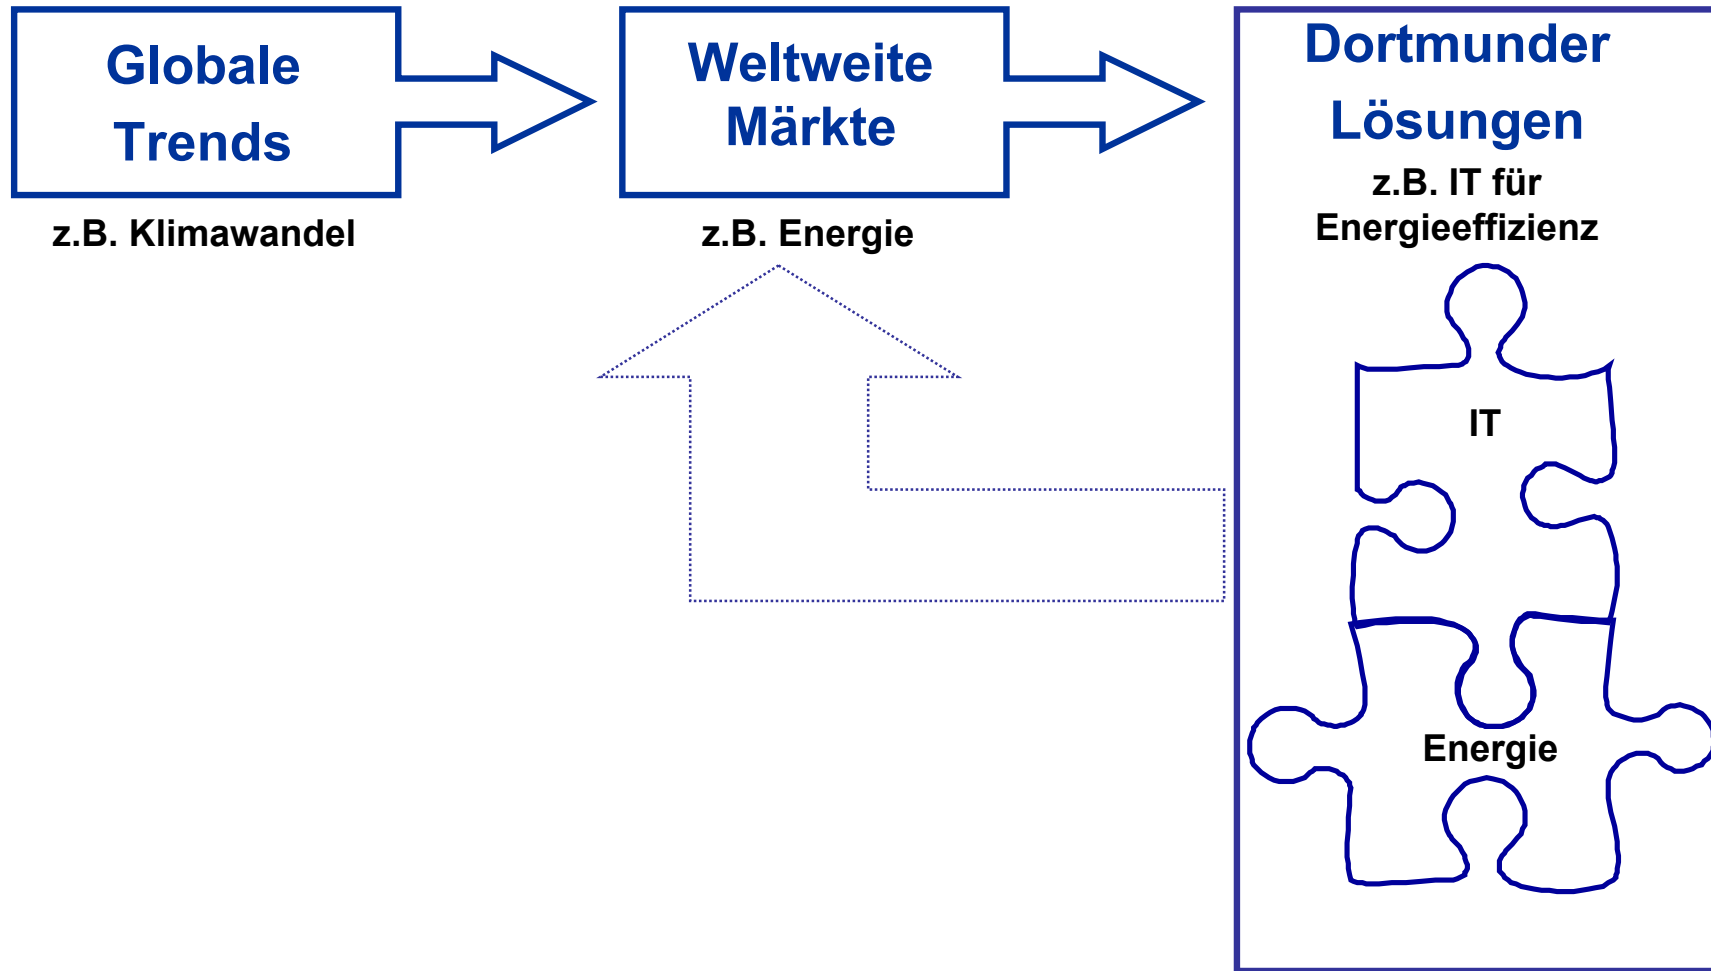 Globale
Trends
z.B. Klimawandel
Weltweite
Märkte
z.B. Energie
Dortmunder
Lösungen
z.B. IT für
Energieeffizienz
IT
Energie